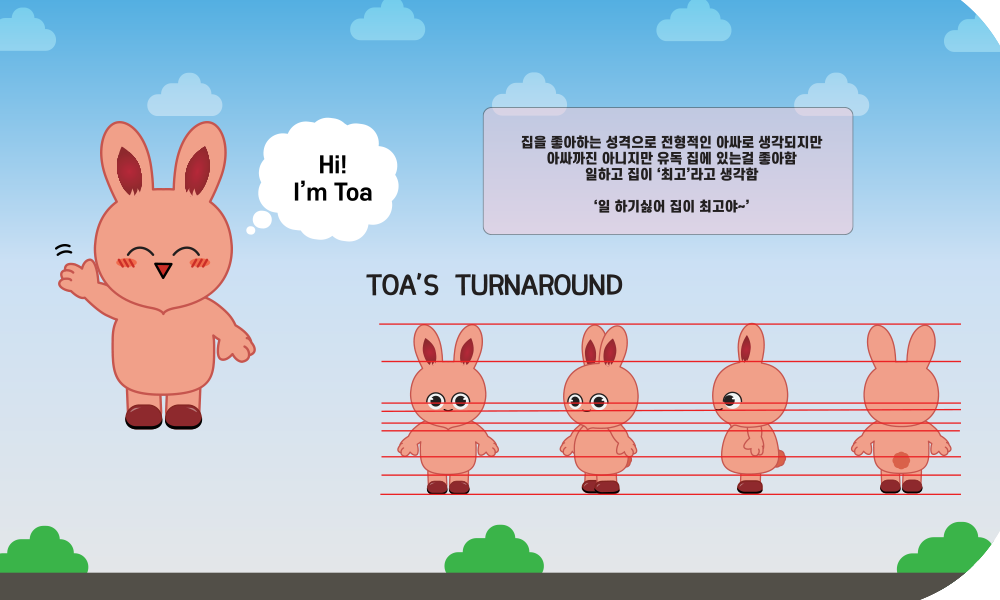 Hi!
I'm Toa
집을 좋아하는 성격으로 전형적인 아싸로 생각되지만
아싸까진 아니지만 유독 집에 있는걸 좋아함
일하고 집이 '최고'라고 생각함
'일 하기싫어 집이 최고야~'
TOA'S TURNAROUND